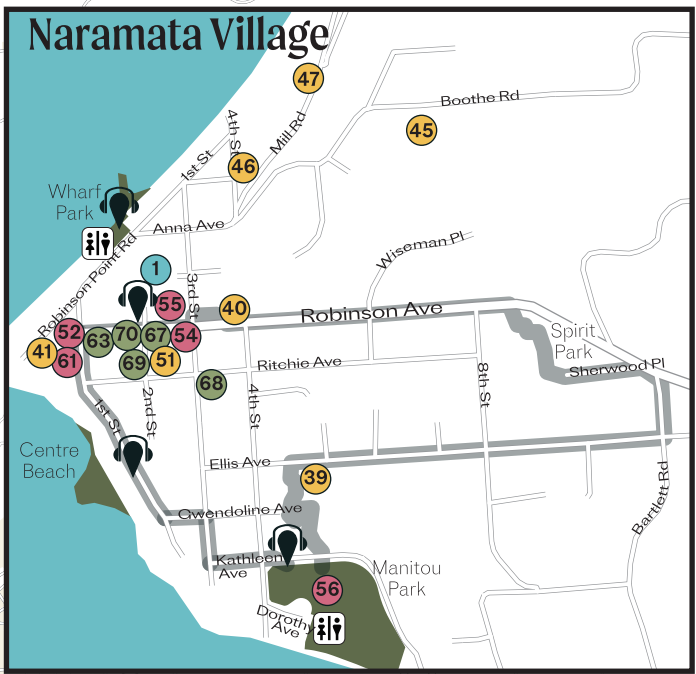 Naramata Village
47
Boothe Rd
45
4th St
Mill Rd
1st St
46
Wharf
Park
Anna Ave
Robinson Point Rd
Wiseman Pl
1
3rd St
55
40
Robinson Ave
52
63
70
67
54
41
61
69
51
Spirit
Park
Sherwood Pl
Ritchie Ave
68
8th St
1st St
2nd St
4th St
Centre
Beach
Ellis Ave
39
Bartlett Rd
Gwendoline Ave
Kathleen
Ave
Manitou
Park
56
Dorothy
Ave